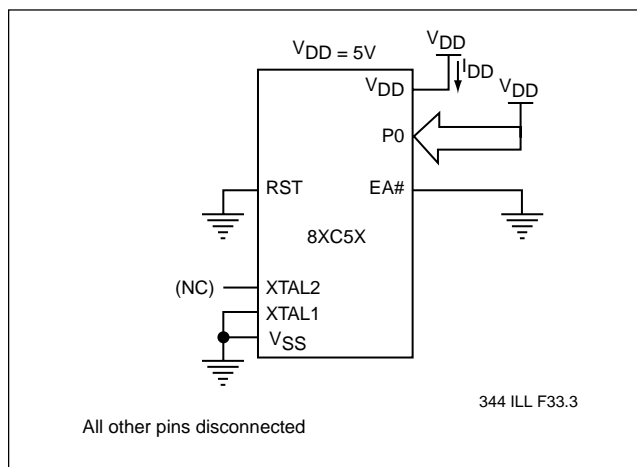 VDD = 5V
VDD
IDD
VDD
VDD
P0
RST
EA#
8XC5X
(NC)
XTAL2
XTAL1
VSS
344 ILL F33.3
All other pins disconnected